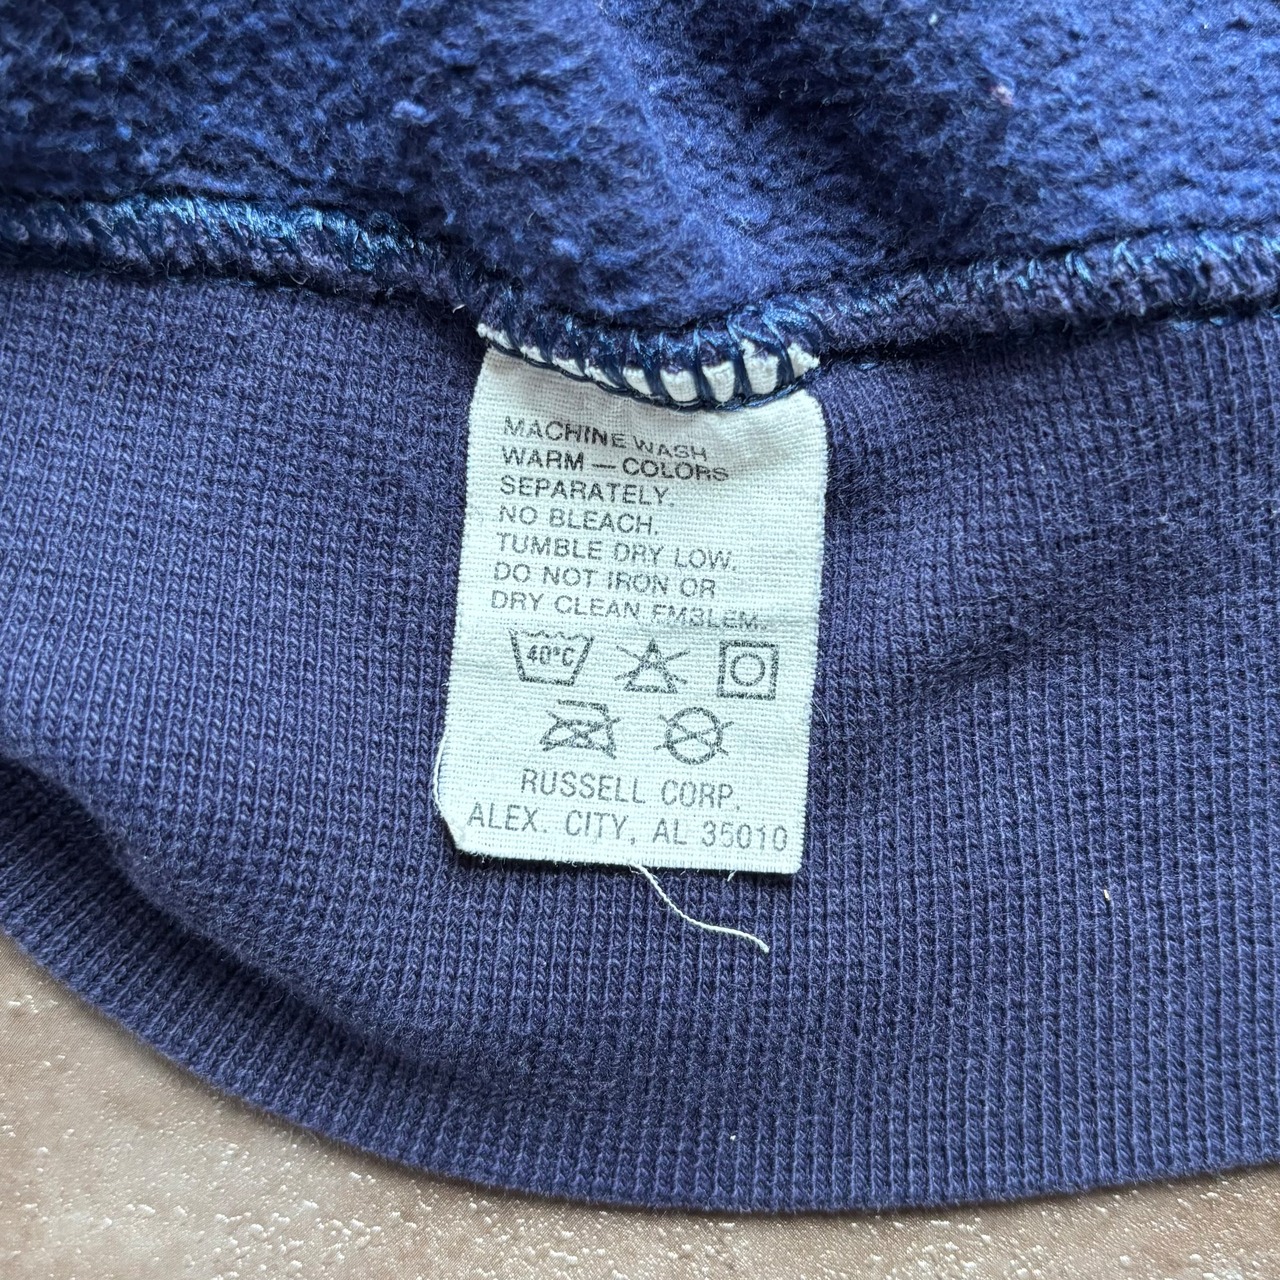 MACHINE WASH
WARM — COLORS
SEPARATELY.
NO BLEACH.
TUMBLE DRY LOW.
DO NOT IRON OR
DRY CLEAN EMBLEM.
40°C
RUSSELL CORP.
ALEX. CITY, AL 35010